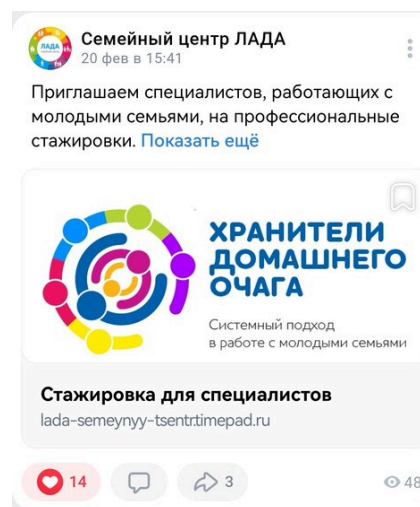 ЛАДА
Семейный центр ЛАДА
20 фев в 15:41
Приглашаем специалистов, работающих с
молодыми семьями, на профессиональные
стажировки. Показать ещё
ХРАНИТЕЛИ
ДОМАШНЕГО
ОЧАГА
Системный подход
в работе с молодыми семьями
Стажировка для специалистов
lada-semeynyy-tsentr.timepad.ru
14
3
48